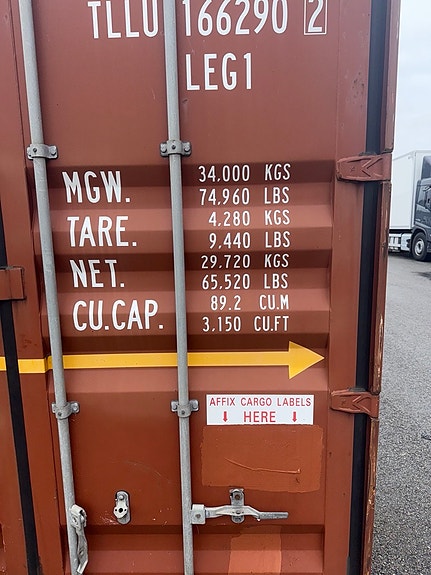 TLLU 166290 2
LEG1
MGW. 34.000 KGS
74,960 LBS
TARE. 4,280 KGS
9,440 LBS
NET. 29,720 KGS
65,520 LBS
CU.CAP. 89.2 CU.M
3,150 CU.FT
AFFIX CARGO LABELS
↓ HERE ↓